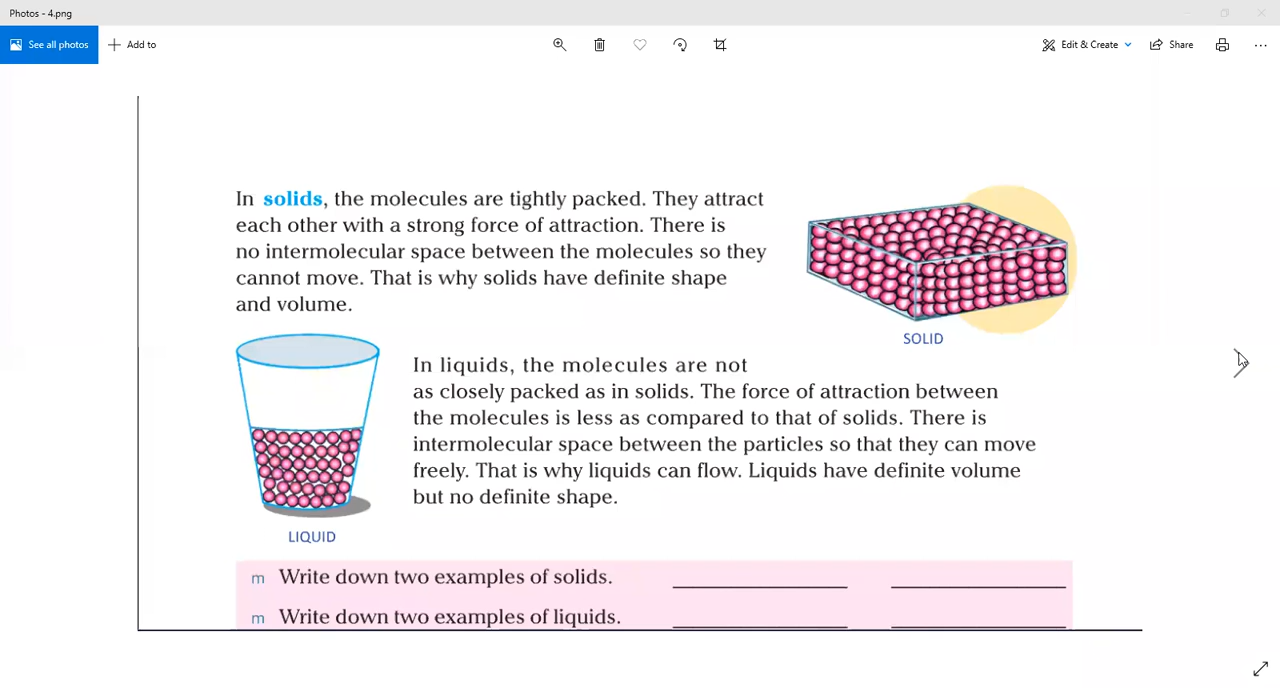 Photos - 4.png
See all photos
Add to
Edit & Create
Share
In solids, the molecules are tightly packed. They attract
each other with a strong force of attraction. There is
no intermolecular space between the molecules so they
cannot move. That is why solids have definite shape
and volume.
SOLID
In liquids, the molecules are not
as closely packed as in solids. The force of attraction between
the molecules is less as compared to that of solids. There is
intermolecular space between the particles so that they can move
freely. That is why liquids can flow. Liquids have definite volume
but no definite shape.
LIQUID
m Write down two examples of solids.
m Write down two examples of liquids.